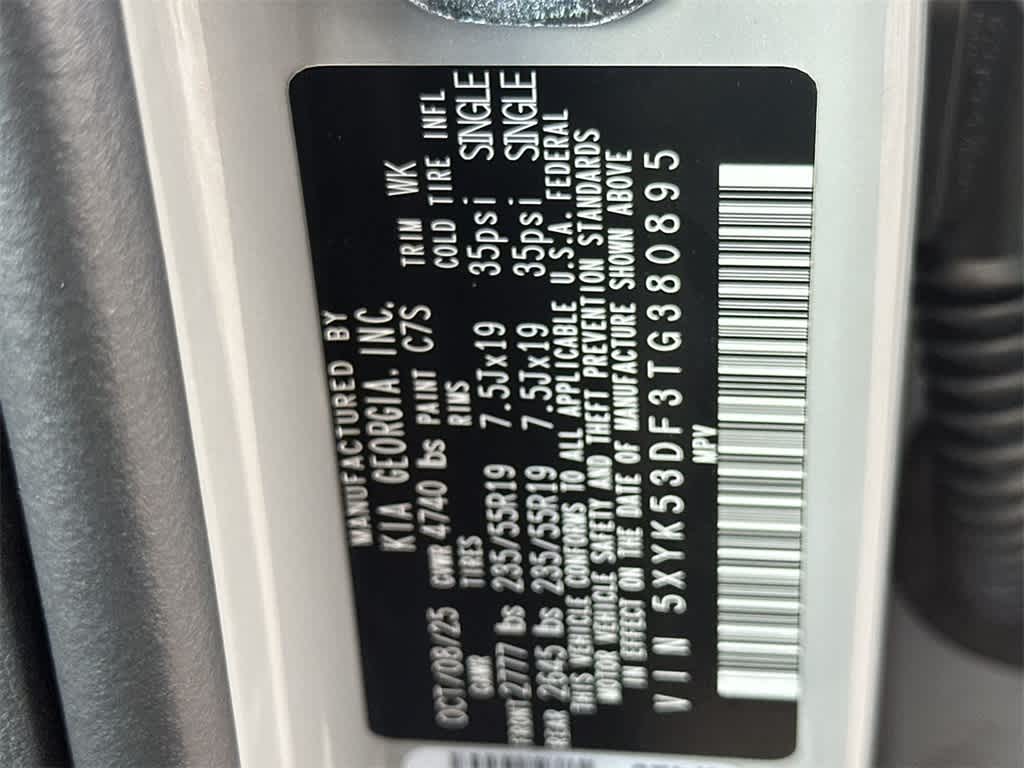 MANUFACTURED BY
KIA GEORGIA. INC.
OCT/08/25 GVWR 4740 lbs PAINT C7S TRIM WK
GAWR TIRES RIMS COLD TIRE INFL
FRONT 2777 lbs 235/55R19 7.5Jx19 35psi SINGLE
REAR 2645 lbs 235/55R19 7.5Jx19 35psi SINGLE
THIS VEHICLE CONFORMS TO ALL APPLICABLE U.S.A. FEDERAL
MOTOR VEHICLE SAFETY AND THEFT PREVENTION STANDARDS
IN EFFECT ON THE DATE OF MANUFACTURE SHOWN ABOVE
VIN 5XYK53DF3TG380895
MPV